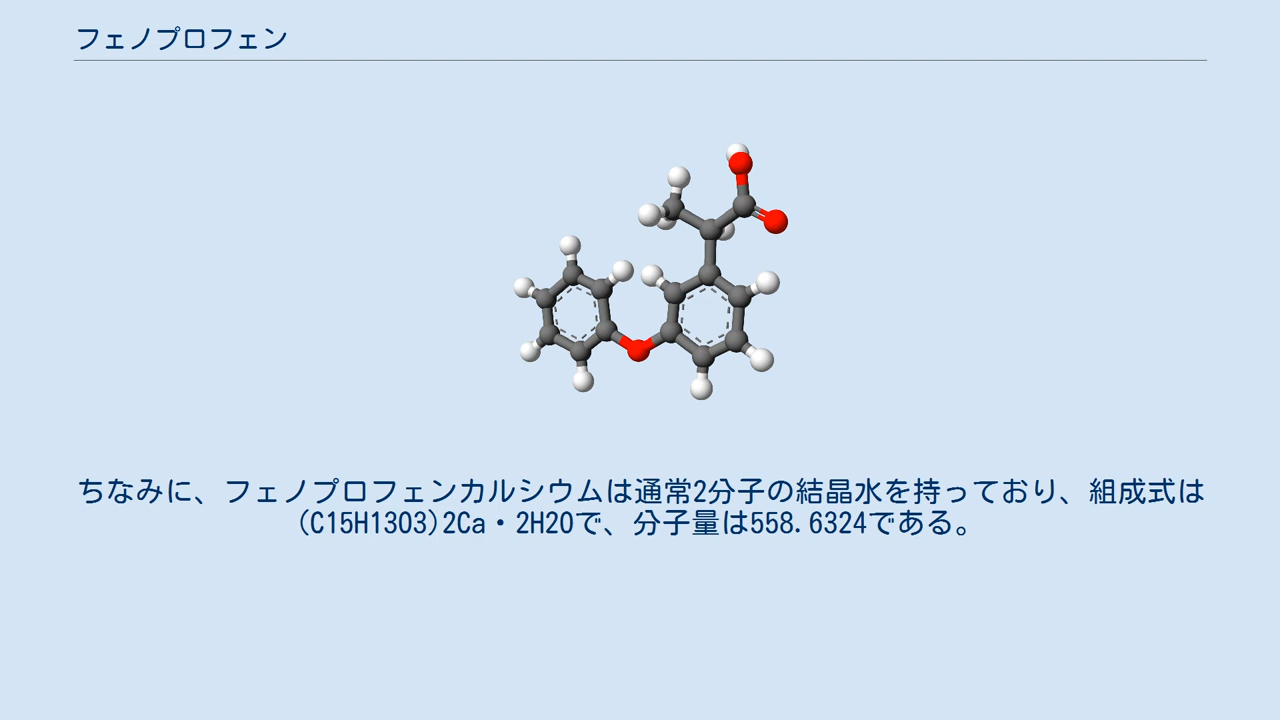 フェノプロフェン
ちなみに、フェノプロフェンカルシウムは通常2分子の結晶水を持っており、組成式は
(C15H13O3)2Ca・2H2Oで、分子量は558.6324である。